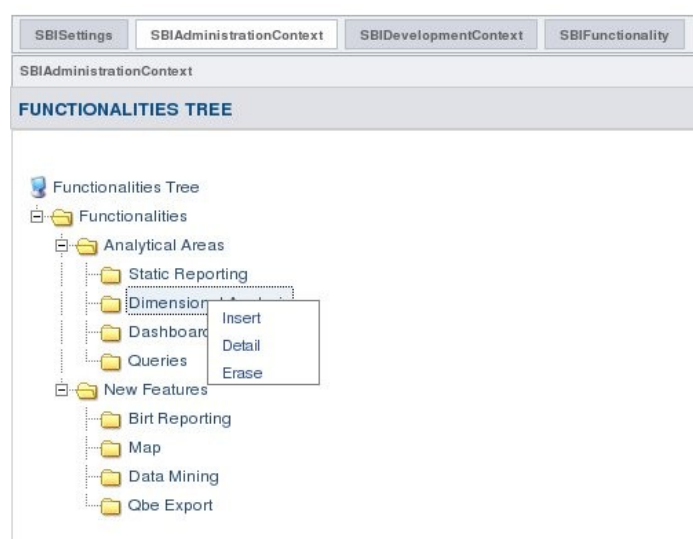 SBISettings SBIAdministrationContext SBIDevelopmentContext SBIFunctionality
SBIAdministrationContext
FUNCTIONALITIES TREE
Functionalities Tree
Functionalities
Analytical Areas
Static Reporting
Insert
Detail
Erase
Queries
New Features
Birt Reporting
Map
Data Mining
Qbe Export